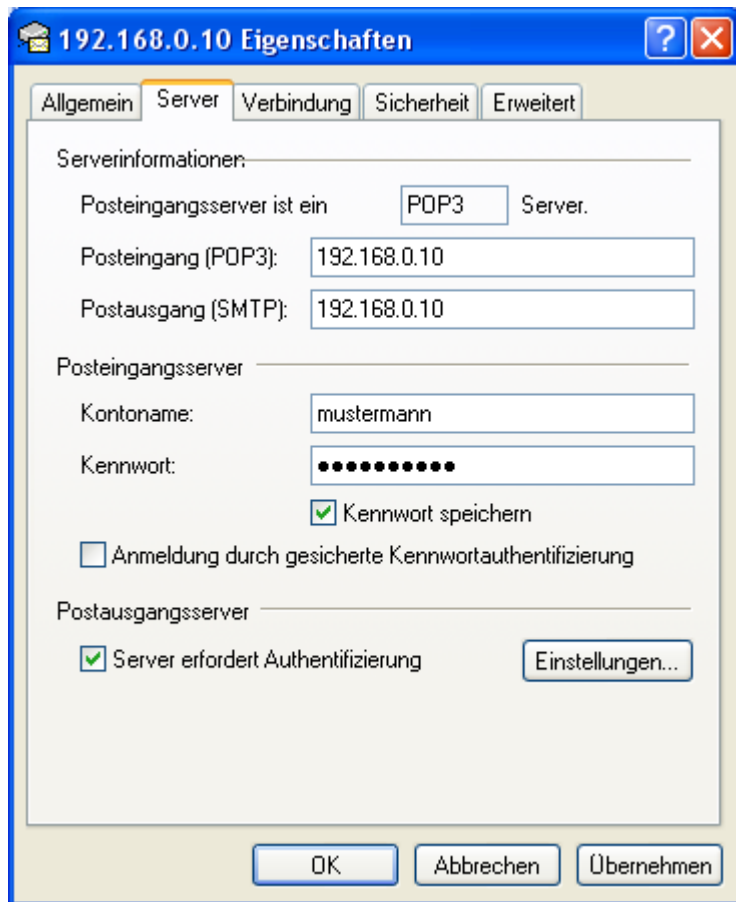 192.168.0.10 Eigenschaften
Allgemein Server Verbindung Sicherheit Erweitert
Serverinformationen
Posteingangsserver ist ein POP3 Server.
Posteingang (POP3): 192.168.0.10
Postausgang (SMTP): 192.168.0.10
Posteingangsserver
Kontoname: mustermann
Kennwort: ●●●●●●●●●●
Kennwort speichern
Anmeldung durch gesicherte Kennwortauthentifizierung
Postausgangsserver
Server erfordert Authentifizierung Einstellungen...
OK Abbrechen Übernehmen